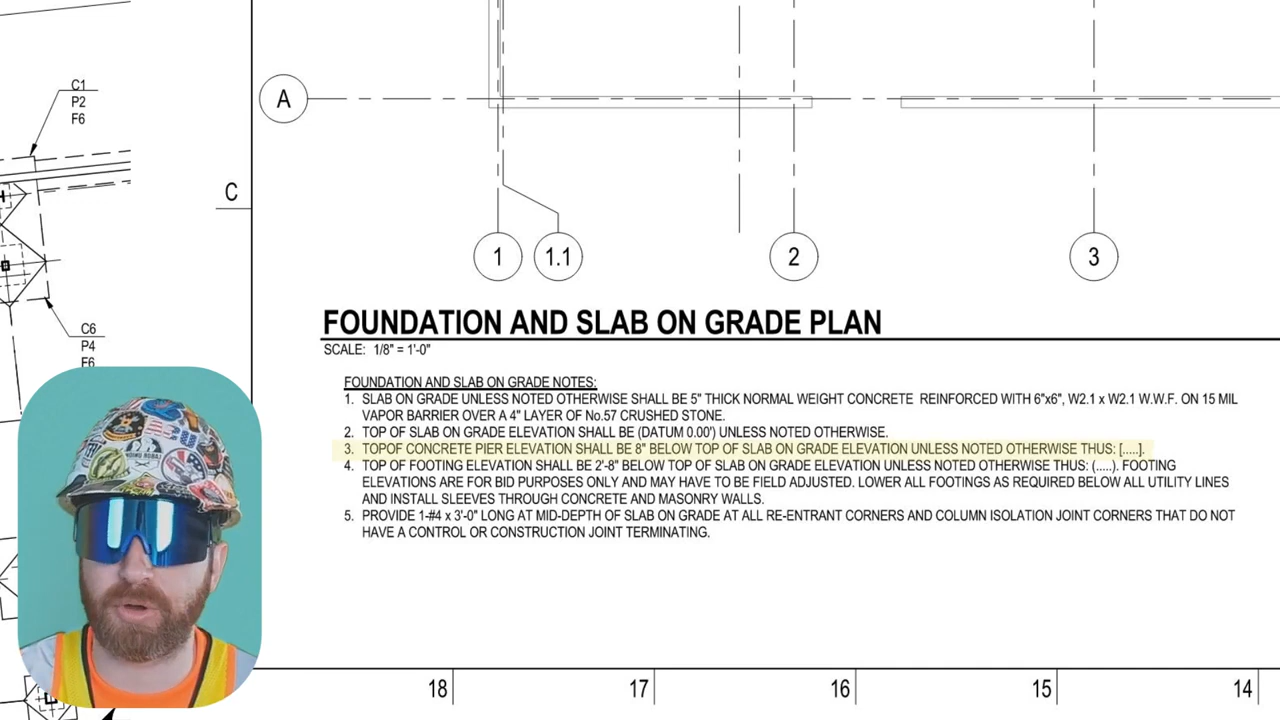 C1
P2
F6
A
C
1
1.1
2
3
C6
P4
F6
FOUNDATION AND SLAB ON GRADE PLAN
SCALE: 1/8" = 1'-0"
FOUNDATION AND SLAB ON GRADE NOTES:
1. SLAB ON GRADE UNLESS NOTED OTHERWISE SHALL BE 5" THICK NORMAL WEIGHT CONCRETE REINFORCED WITH 6"x6", W2.1 x W2.1 W.W.F. ON 15 MIL
VAPOR BARRIER OVER A 4" LAYER OF No.57 CRUSHED STONE.
2. TOP OF SLAB ON GRADE ELEVATION SHALL BE (DATUM 0.00') UNLESS NOTED OTHERWISE.
3. TOPOF CONCRETE PIER ELEVATION SHALL BE 8" BELOW TOP OF SLAB ON GRADE ELEVATION UNLESS NOTED OTHERWISE THUS: [.....].
4. TOP OF FOOTING ELEVATION SHALL BE 2'-8" BELOW TOP OF SLAB ON GRADE ELEVATION UNLESS NOTED OTHERWISE THUS: (.....). FOOTING
ELEVATIONS ARE FOR BID PURPOSES ONLY AND MAY HAVE TO BE FIELD ADJUSTED. LOWER ALL FOOTINGS AS REQUIRED BELOW ALL UTILITY LINES
AND INSTALL SLEEVES THROUGH CONCRETE AND MASONRY WALLS.
5. PROVIDE 1-#4 x 3'-0" LONG AT MID-DEPTH OF SLAB ON GRADE AT ALL RE-ENTRANT CORNERS AND COLUMN ISOLATION JOINT CORNERS THAT DO NOT
HAVE A CONTROL OR CONSTRUCTION JOINT TERMINATING.
18
17
16
15
14